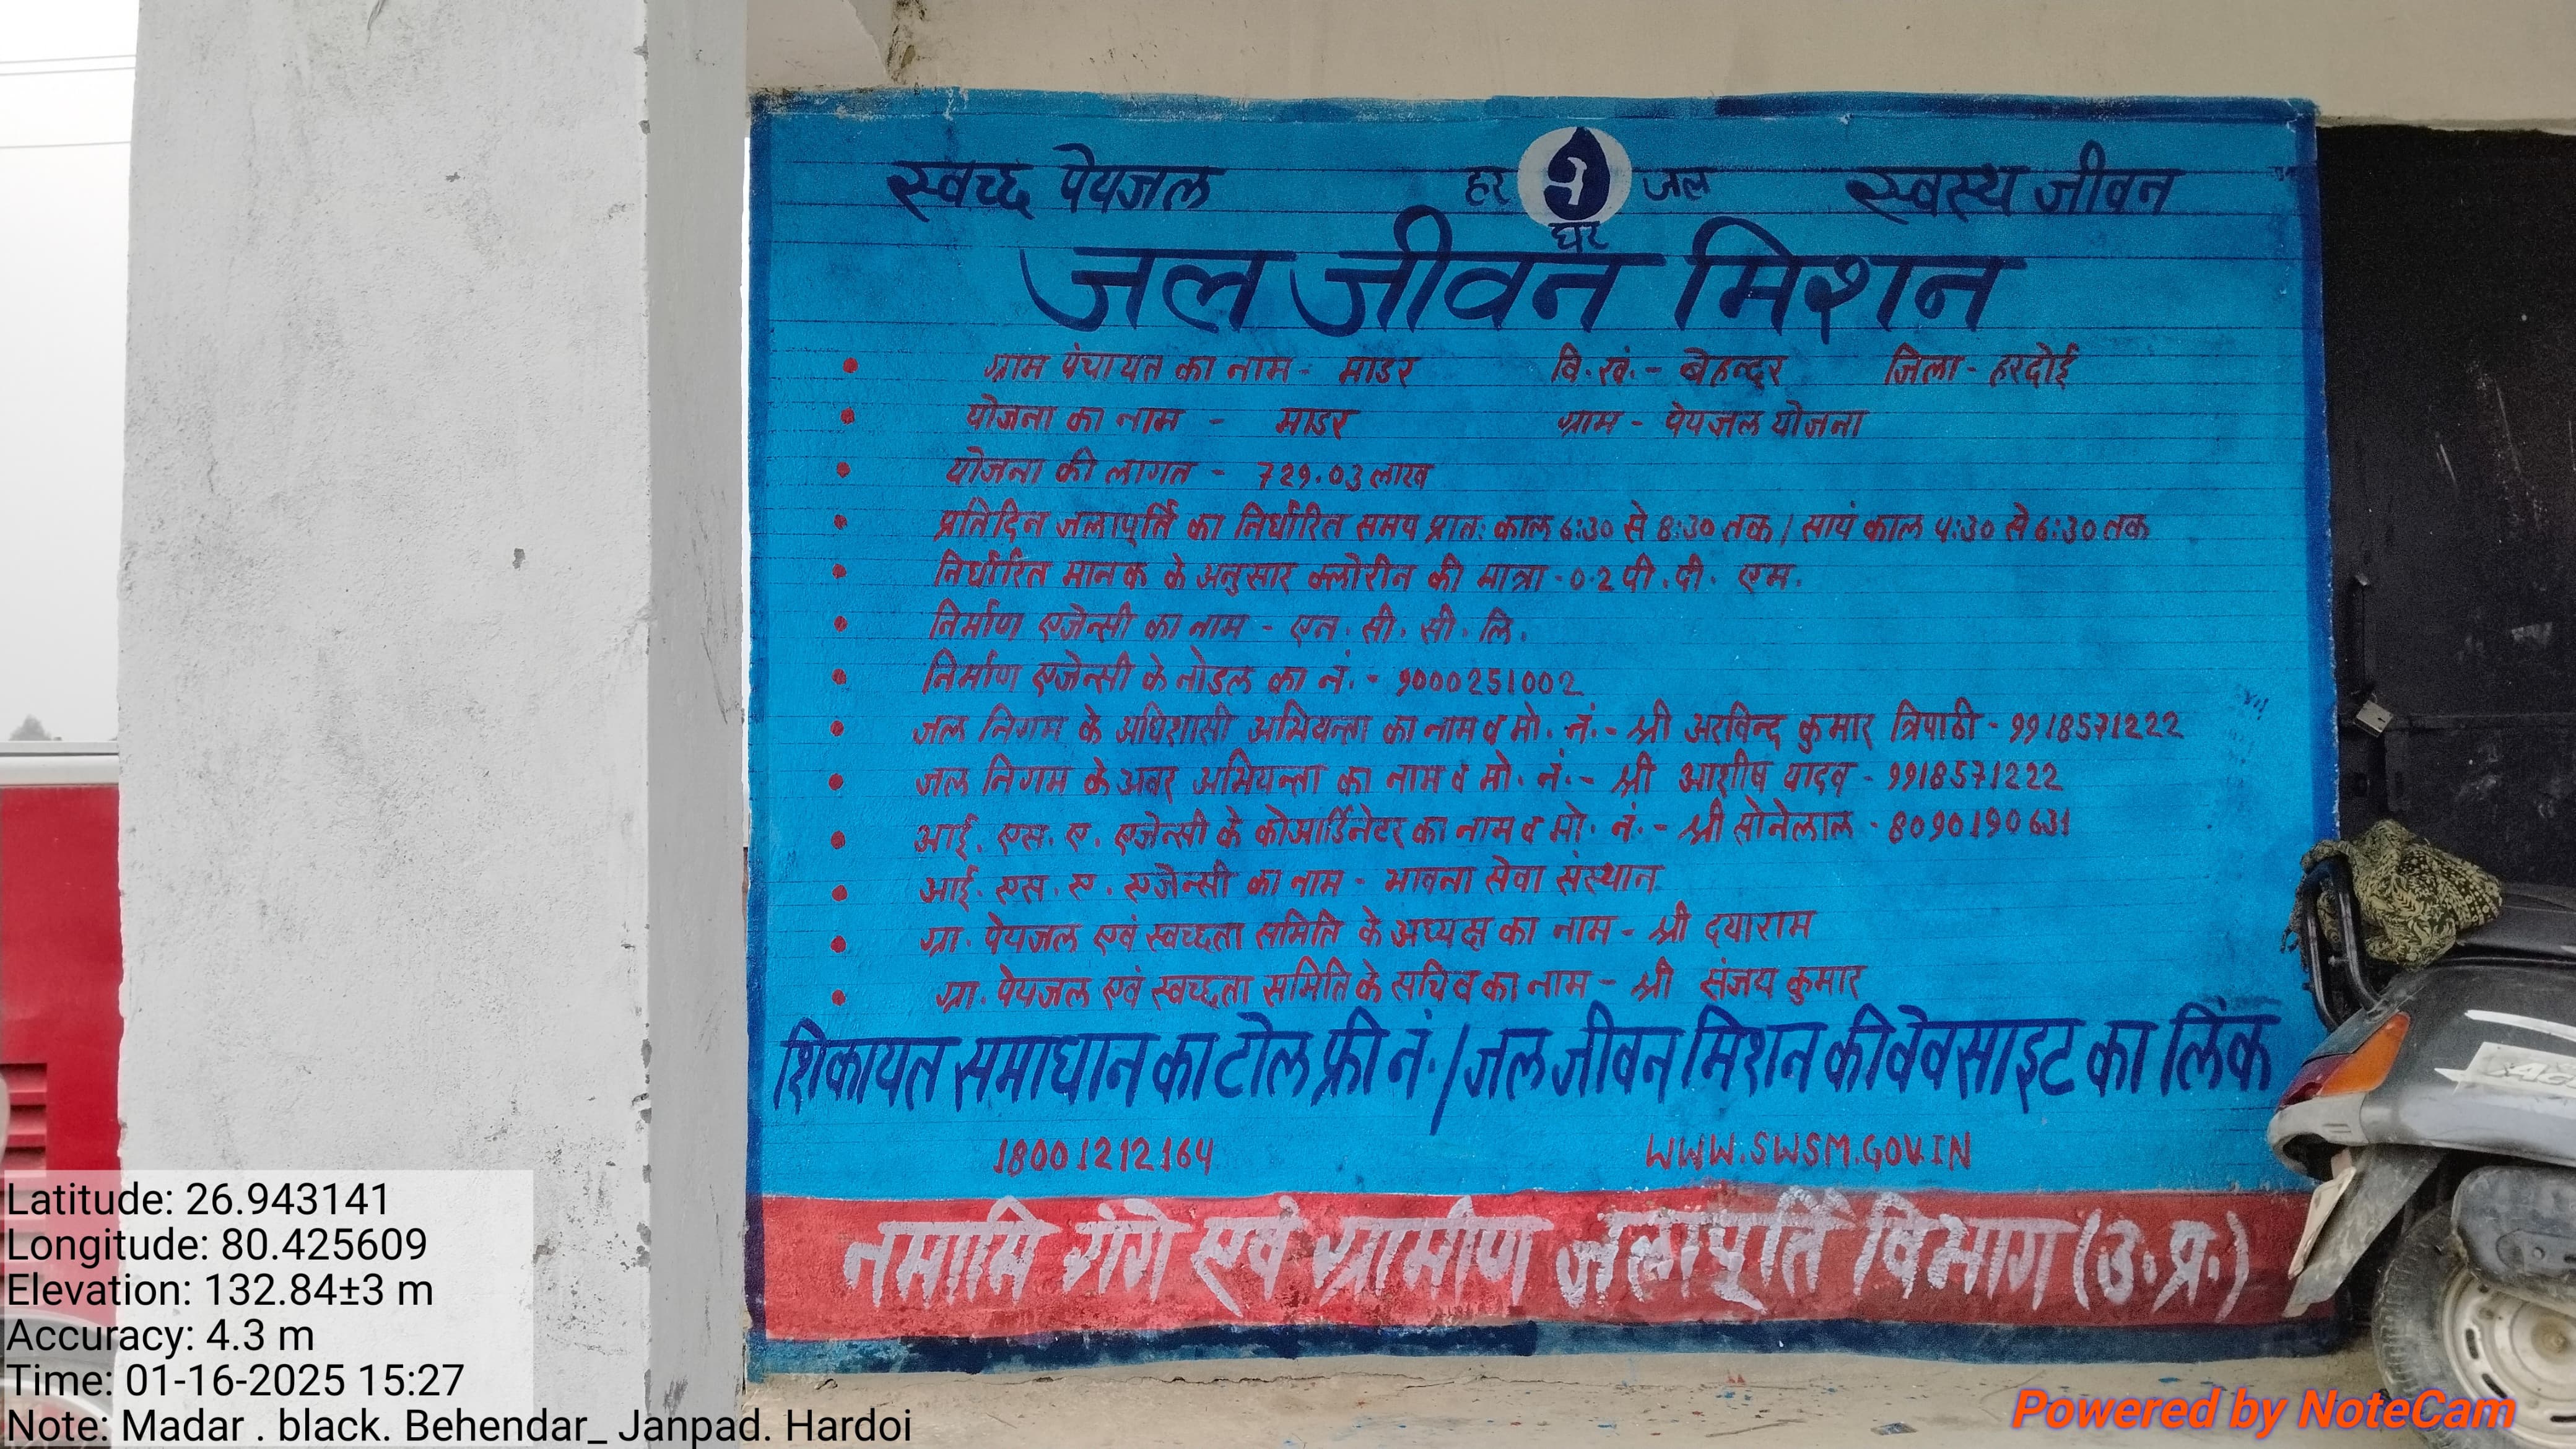 स्वच्छ पेयजल हर घर जल स्वस्थ जीवन
जल जीवन मिशन
• ग्राम पंचायत का नाम - माडर वि.खं.- बेहन्दर जिला - हरदोई
• योजना का नाम - माडर ग्राम - पेयजल योजना
• योजना की लागत - 729.03 लाख
• प्रतिदिन जलापूर्ति का निर्धारित समय प्रातः काल 6:30 से 8:30 तक / सायं काल 4:30 से 6:30 तक
• निर्धारित मानक के अनुसार क्लोरीन की मात्रा - 0.2 पी.पी. एम.
• निर्माण एजेन्सी का नाम - एन. सी. सी. लि.
• निर्माण एजेन्सी के नोडल का नं. - 9000251002
• जल निगम के अधिशासी अभियन्ता का नाम व मो. नं.- श्री अरविन्द कुमार त्रिपाठी - 9918571222
• जल निगम के अवर अभियन्ता का नाम व मो. नं.- श्री आशीष यादव - 9918571222
• आई. एस. ए. एजेन्सी के कोआर्डिनेटर का नाम व मो. नं.- श्री सोनेलाल - 8090190631
• आई. एस. ए. एजेन्सी का नाम - भावना सेवा संस्थान
• ग्रा. पेयजल एवं स्वच्छता समिति के अध्यक्ष का नाम - श्री दयाराम
• ग्रा. पेयजल एवं स्वच्छता समिति के सचिव का नाम - श्री संजय कुमार
शिकायत समाधान का टोल फ्री नं. / जल जीवन मिशन की वेवसाइट का लिंक
18001212164 WWW.SWSM.GOV.IN
नमामि गंगे एवं ग्रामीण जलापूर्ति विभाग (उ.प्र.)
Latitude: 26.943141
Longitude: 80.425609
Elevation: 132.84±3 m
Accuracy: 4.3 m
Time: 01-16-2025 15:27
Note: Madar . black. Behendar_ Janpad. Hardoi
Powered by NoteCam